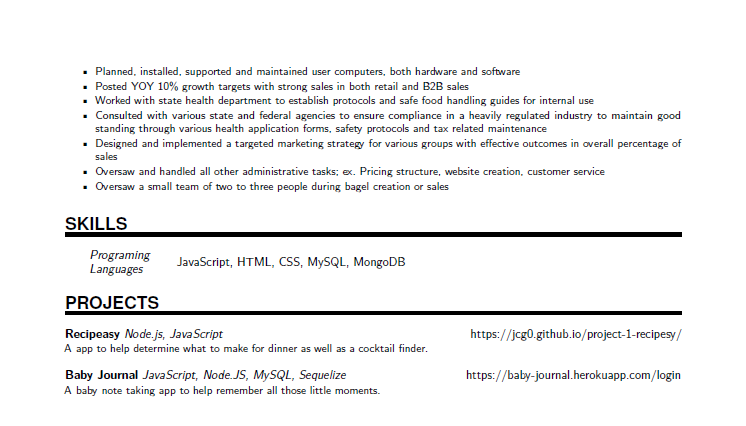 ▪ Planned, installed, supported and maintained user computers, both hardware and software
▪ Posted YOY 10% growth targets with strong sales in both retail and B2B sales
▪ Worked with state health department to establish protocols and safe food handling guides for internal use
▪ Consulted with various state and federal agencies to ensure compliance in a heavily regulated industry to maintain good
standing through various health application forms, safety protocols and tax related maintenance
▪ Designed and implemented a targeted marketing strategy for various groups with effective outcomes in overall percentage of
sales
▪ Oversaw and handled all other administrative tasks; ex. Pricing structure, website creation, customer service
▪ Oversaw a small team of two to three people during bagel creation or sales
SKILLS
Programing
Languages
JavaScript, HTML, CSS, MySQL, MongoDB
PROJECTS
Recipeasy Node.js, JavaScript https://jcg0.github.io/project-1-recipesy/
A app to help determine what to make for dinner as well as a cocktail finder.
Baby Journal JavaScript, Node.JS, MySQL, Sequelize https://baby-journal.herokuapp.com/login
A baby note taking app to help remember all those little moments.